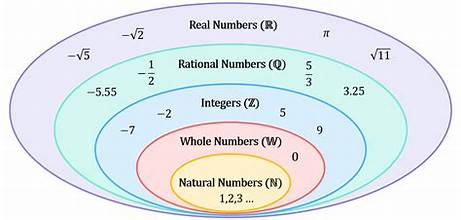 Real Numbers (ℝ)
−√5
−√2
π
√11
Rational Numbers (ℚ)
−5.55
−1/2
5/3
3.25
Integers (ℤ)
−7
−2
5
9
Whole Numbers (𝕎)
0
Natural Numbers (ℕ)
1,2,3 ...